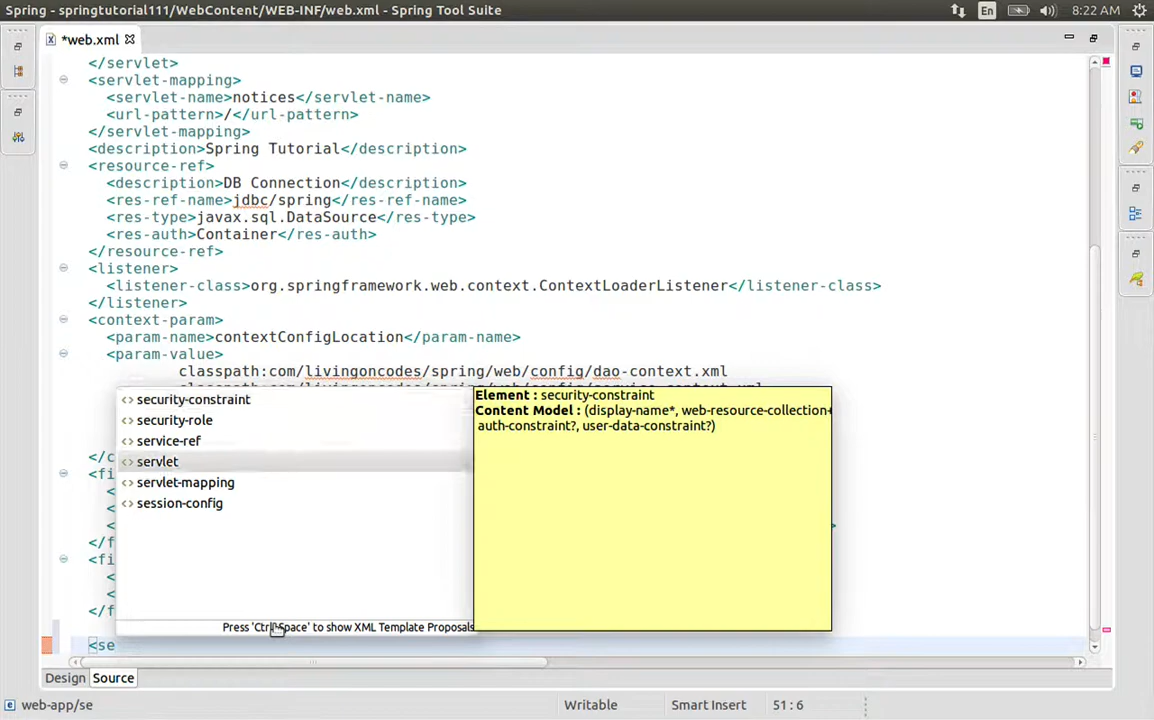 Spring - springtutorial111/WebContent/WEB-INF/web.xml - Spring Tool Suite
En
8:22 AM
*web.xml
</servlet>
<servlet-mapping>
<servlet-name>notices</servlet-name>
<url-pattern>/</url-pattern>
</servlet-mapping>
<description>Spring Tutorial</description>
<resource-ref>
<description>DB Connection</description>
<res-ref-name>jdbc/spring</res-ref-name>
<res-type>javax.sql.DataSource</res-type>
<res-auth>Container</res-auth>
</resource-ref>
<listener>
<listener-class>org.springframework.web.context.ContextLoaderListener</listener-class>
</listener>
<context-param>
<param-name>contextConfigLocation</param-name>
<param-value>
classpath:com/livingoncodes/spring/web/config/dao-context.xml
</c
<fi
<
<
<
</f
<fi
<
<
</f
<se
security-constraint
security-role
service-ref
servlet
servlet-mapping
session-config
Press 'Ctrl+Space' to show XML Template Proposals
Element : security-constraint
Content Model : (display-name*, web-resource-collection+
auth-constraint?, user-data-constraint?)
Design
Source
web-app/se
Writable
Smart Insert
51 : 6